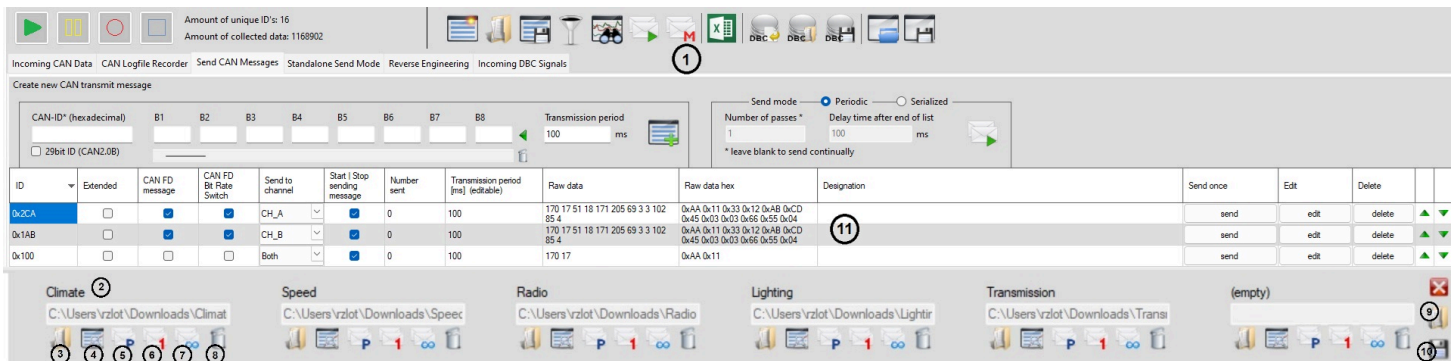 Amount of unique ID's: 16
Amount of collected data: 1168902
M
X
DBC DBC DBC
1
Incoming CAN Data CAN Logfile Recorder Send CAN Messages Standalone Send Mode Reverse Engineering Incoming DBC Signals
Create new CAN transmit message
Send mode Periodic Serialized
CAN-ID* (hexadecimal) B1 B2 B3 B4 B5 B6 B7 B8 Transmission period
Number of passes * Delay time after end of list
100 ms
1 100 ms
29bit ID (CAN2.0B)
* leave blank to send continually
ID Extended CAN FD message CAN FD Bit Rate Switch Send to channel Start | Stop sending message Number sent Transmission period [ms] (editable) Raw data Raw data hex Designation Send once Edit Delete
0x2CA CH_A 0 100 170 17 51 18 171 205 69 3 3 102 85 4 0xAA 0x11 0x33 0x12 0xAB 0xCD 0x45 0x03 0x03 0x66 0x55 0x04 send edit delete
0x1AB CH_B 0 100 170 17 51 18 171 205 69 3 3 102 85 4 0xAA 0x11 0x33 0x12 0xAB 0xCD 0x45 0x03 0x03 0x66 0x55 0x04 11 send edit delete
0x100 Both 0 100 170 17 0xAA 0x11 send edit delete
Climate 2 Speed Radio Lighting Transmission (empty)
C:\Users\rzlot\Downloads\Climat C:\Users\rzlot\Downloads\Speec C:\Users\rzlot\Downloads\Radio C:\Users\rzlot\Downloads\Lightir C:\Users\rzlot\Downloads\Transi
9
P 1 P 1 P 1 P 1 P 1 P 1
3 4 5 6 7 8 10